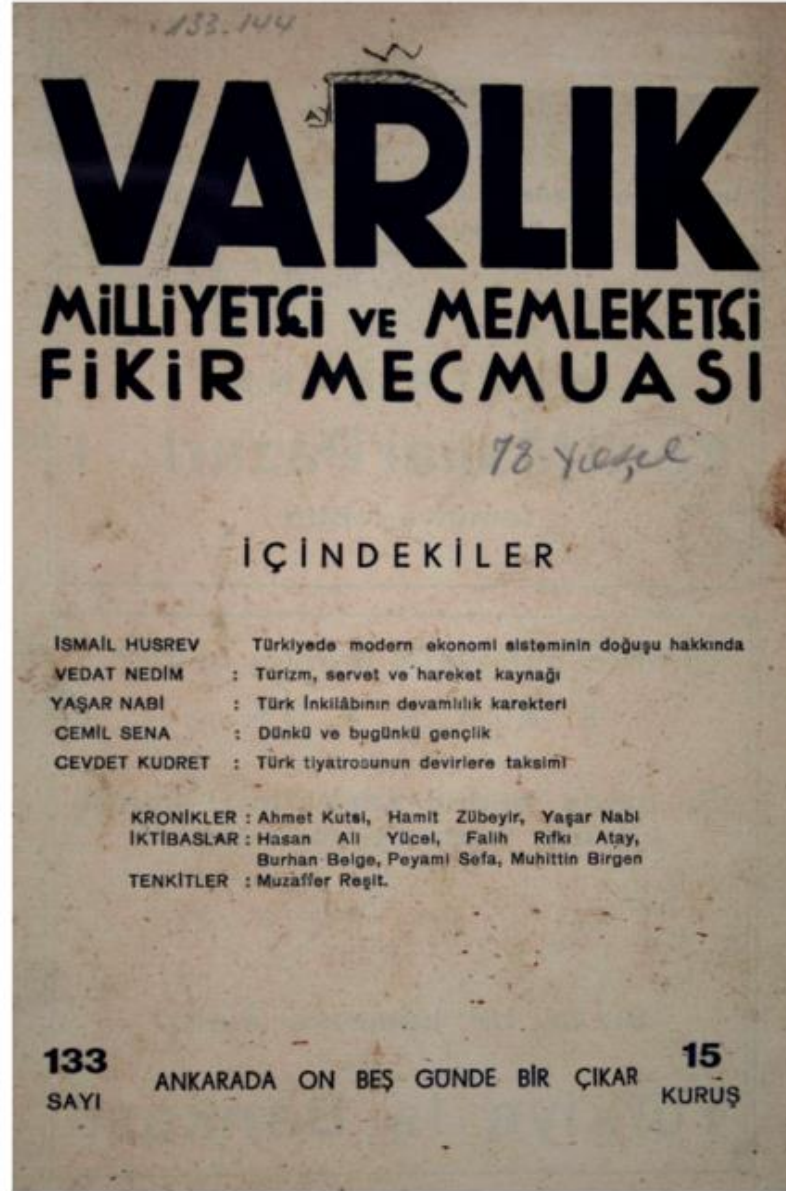 133.144
VARLIK
MİLLİYETÇİ VE MEMLEKETÇİ
FİKİR MECMUASI
78
İÇİNDEKİLER
İSMAİL HUSREV Türkiyede modern ekonomi sisteminin doğuşu hakkında
VEDAT NEDİM : Turizm, servet ve hareket kaynağı
YAŞAR NABİ : Türk İnkilâbının devamlılık karekteri
CEMİL SENA : Dünkü ve bugünkü gençlik
CEVDET KUDRET : Türk tiyatrosunun devirlere taksimi
KRONİKLER : Ahmet Kutsi, Hamit Zübeyir, Yaşar Nabi
İKTİBASLAR : Hasan Ali Yücel, Falih Rıfkı Atay,
Burhan Belge, Peyami Sefa, Muhittin Birgen
TENKİTLER : Muzaffer Reşit.
133 SAYI
ANKARADA ON BEŞ GÜNDE BİR ÇIKAR
15 KURUŞ